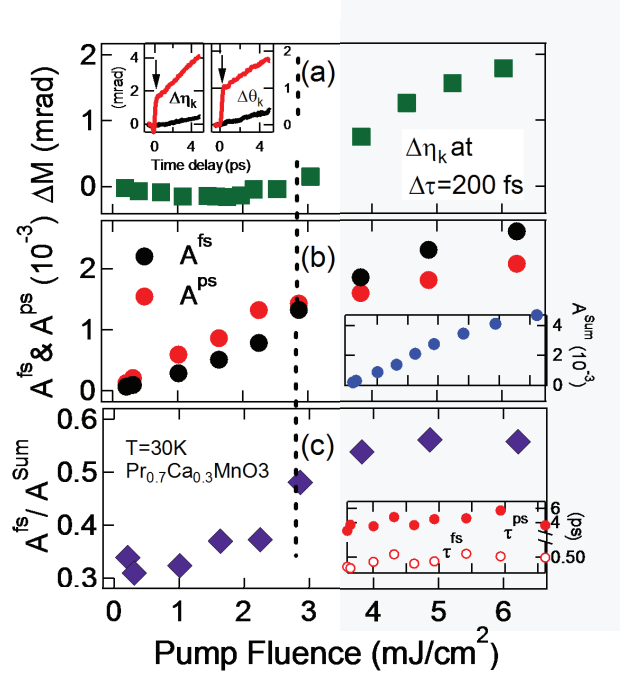 2
1
0
ΔM (mrad)
4
2
0
(mrad)
Δηk
0
4
2
1
0
Δθk
0
4
Time delay (ps)
(a)
Δηk at
Δτ=200 fs
2
1
0
A^fs & A^ps (10^-3)
A^fs
A^ps
(b)
4
2
0
A^sum
(10^-3)
0.6
0.5
0.4
0.3
A^fs/ A^Sum
T=30K
Pr0.7Ca0.3MnO3
(c)
6
4
0.50
(ps)
τ^ps
τ^fs
0 1 2 3 4 5 6
Pump Fluence (mJ/cm^2)